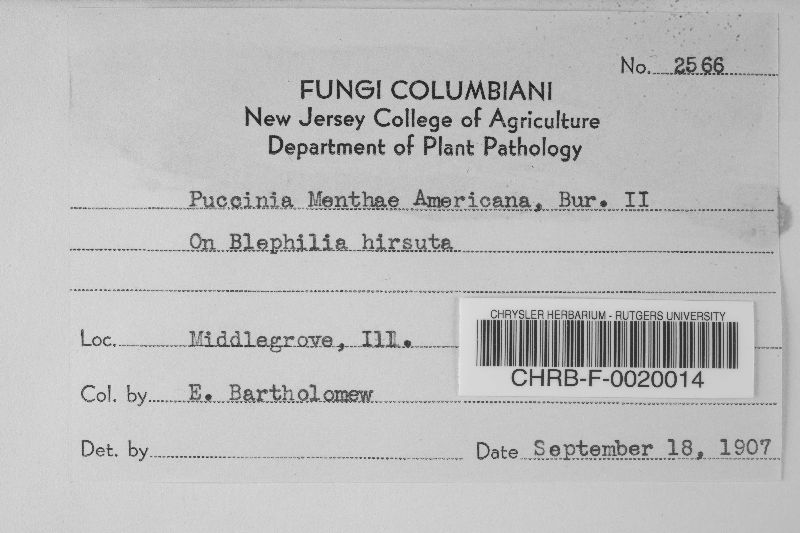 No. 2566
FUNGI COLUMBIANI
New Jersey College of Agriculture
Department of Plant Pathology
Puccinia Menthae Americana, Bur. II
On Blephilia hirsuta
Loc. Middlegrove, Ill.
CHRYSLER HERBARIUM - RUTGERS UNIVERSITY
CHRB-F-0020014
Col. by E. Bartholomew
Det. by
Date September 18, 1907